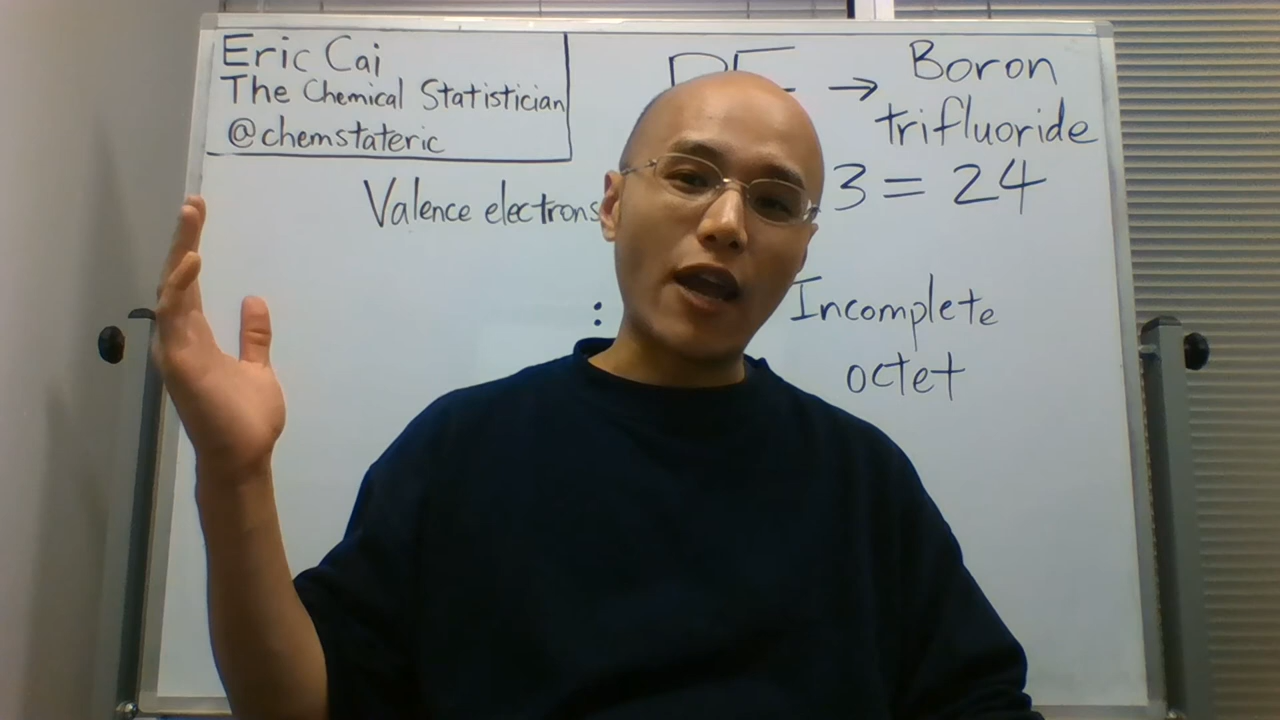 Eric Cai
The Chemical Statistician
@chemstateric
→ Boron
trifluoride
Valence electrons
3 = 24
:
Incomplete
octet